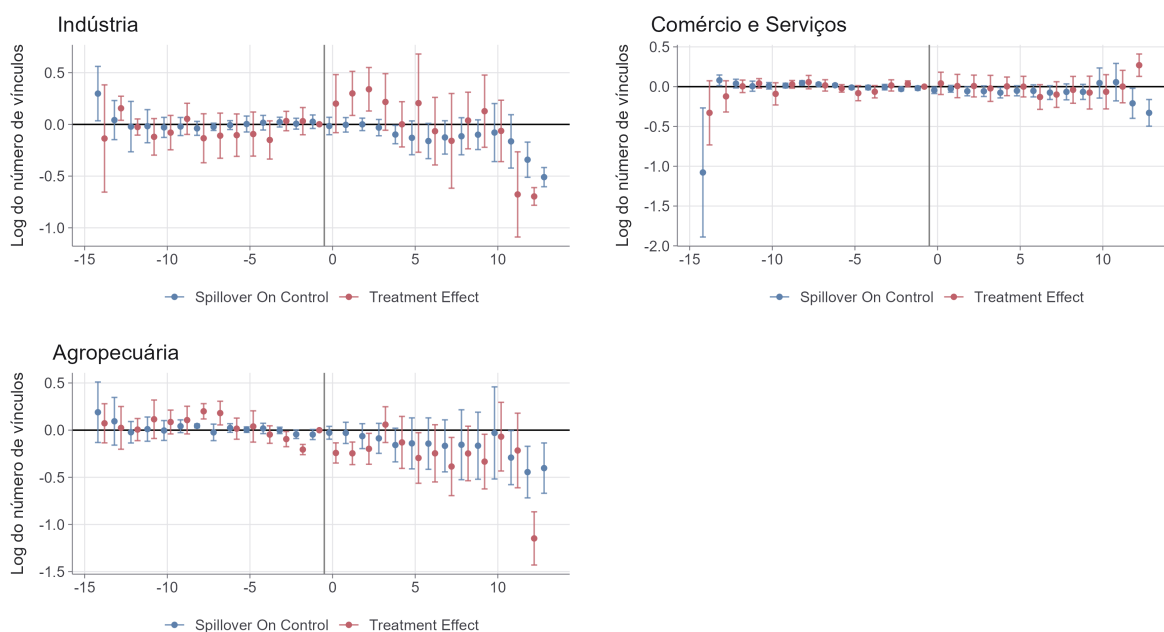 Indústria
Log do número de vínculos
0.5
0.0
-0.5
-1.0
-15 -10 -5 0 5 10
Spillover On Control Treatment Effect
Comércio e Serviços
Log do número de vínculos
0.5
0.0
-0.5
-1.0
-1.5
-2.0
-15 -10 -5 0 5 10
Spillover On Control Treatment Effect
Agropecuária
Log do número de vínculos
0.5
0.0
-0.5
-1.0
-1.5
-15 -10 -5 0 5 10
Spillover On Control Treatment Effect